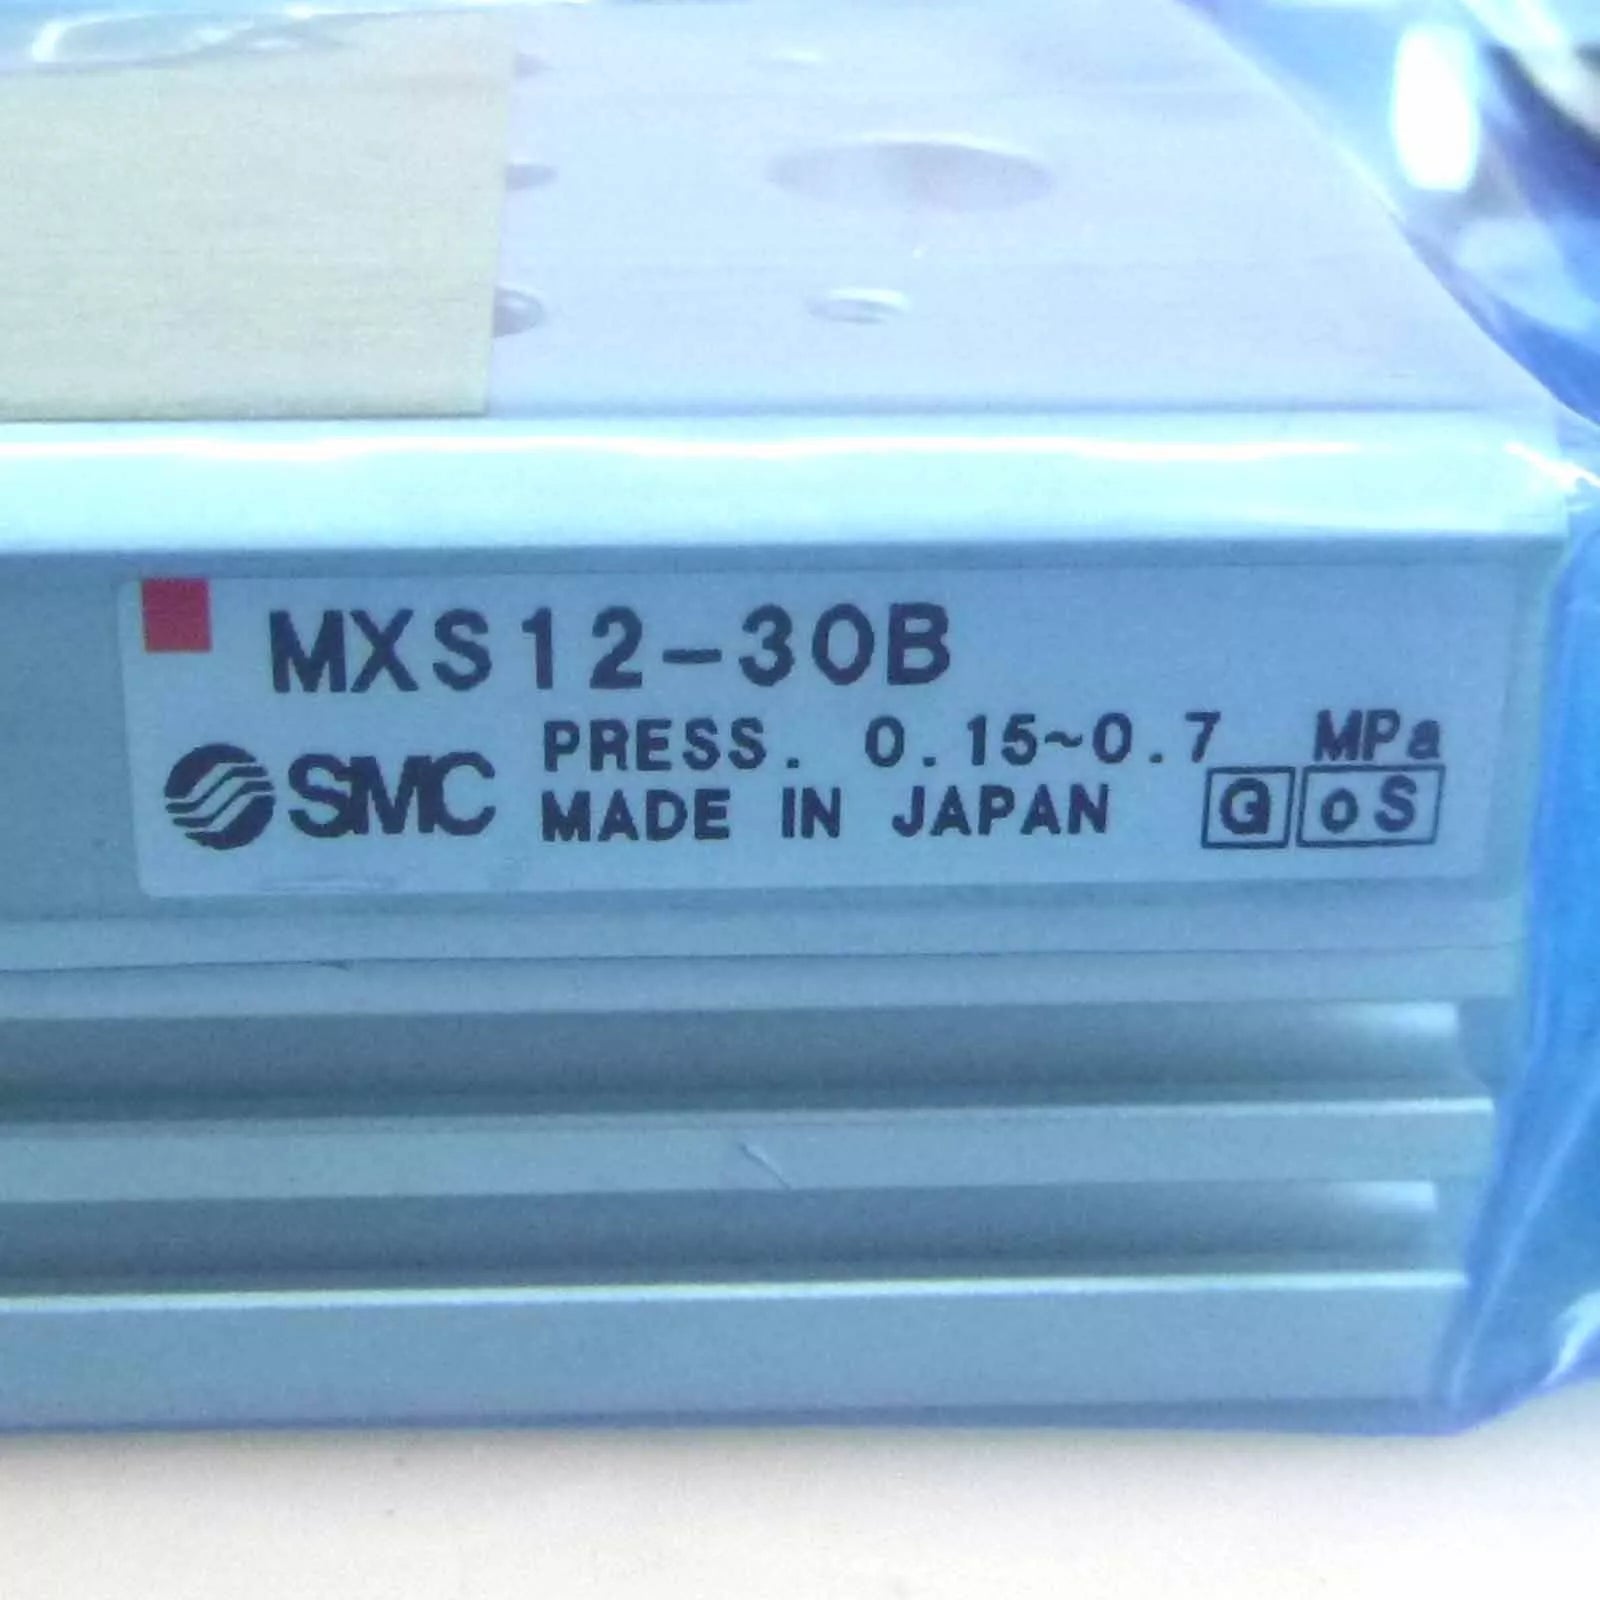 MXS12-30B
SMC PRESS. 0.15~0.7 MPa
MADE IN JAPAN G oS